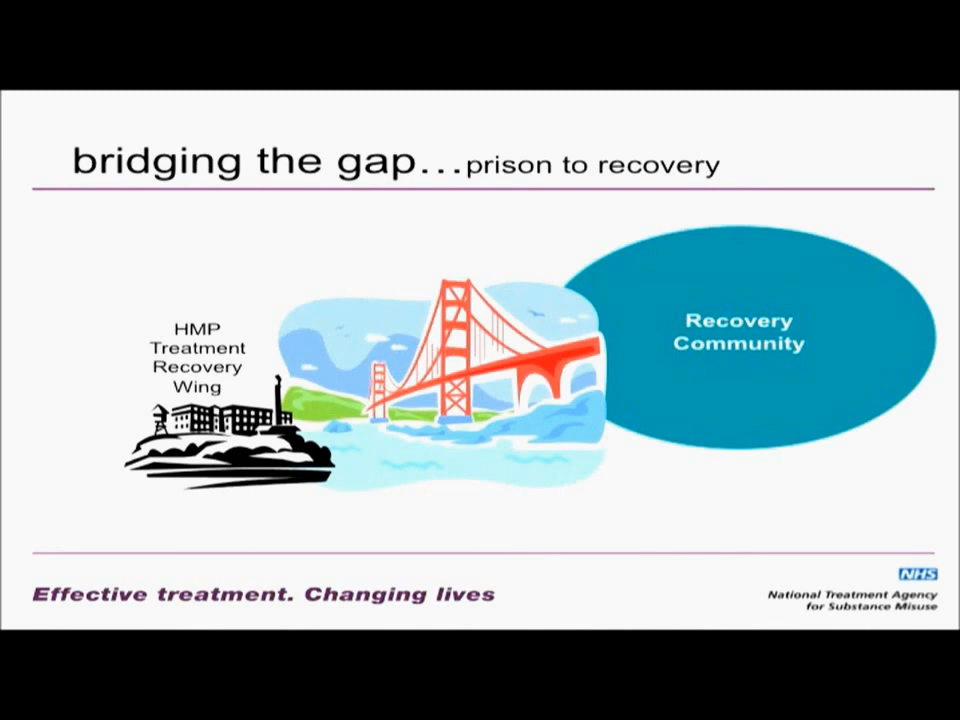 bridging the gap...prison to recovery
HMP
Treatment
Recovery
Wing
Recovery
Community
Effective treatment. Changing lives
NHS
National Treatment Agency
for Substance Misuse